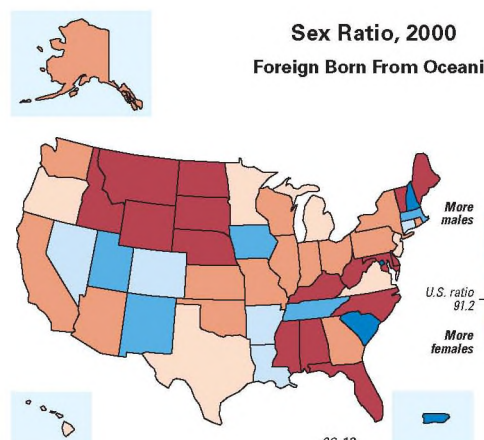 Sex Ratio, 2000
Foreign Born From Oceani
More
males
U.S. ratio
91.2
More
females